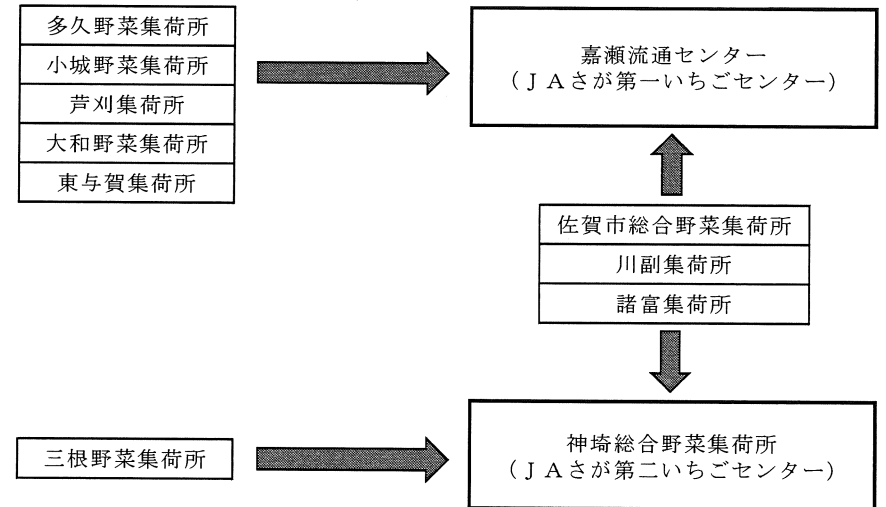 多久野菜集荷所
小城野菜集荷所
芦刈集荷所
大和野菜集荷所
東与賀集荷所
嘉瀬流通センター
（ＪＡさが第一いちごセンター）
佐賀市総合野菜集荷所
川副集荷所
諸富集荷所
三根野菜集荷所
神埼総合野菜集荷所
（ＪＡさが第二いちごセンター）